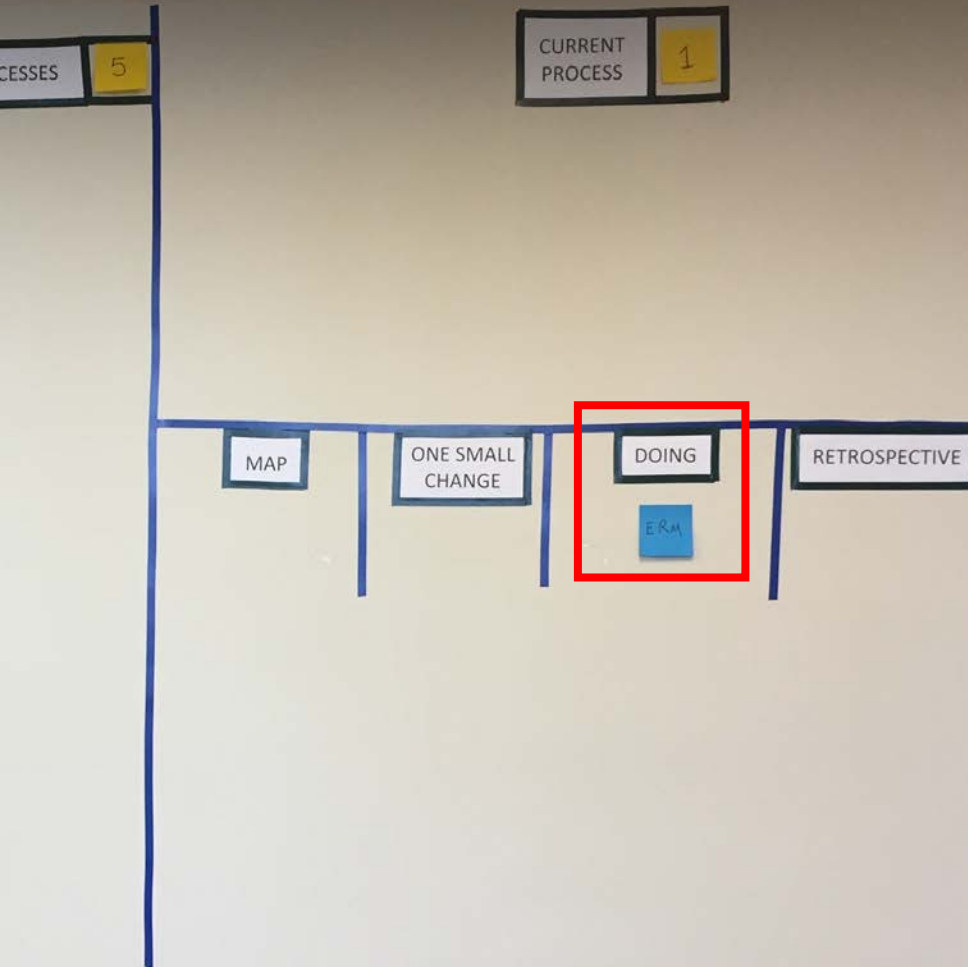 CESSES
5
CURRENT
PROCESS
1
MAP
ONE SMALL
CHANGE
DOING
RETROSPECTIVE
ERM